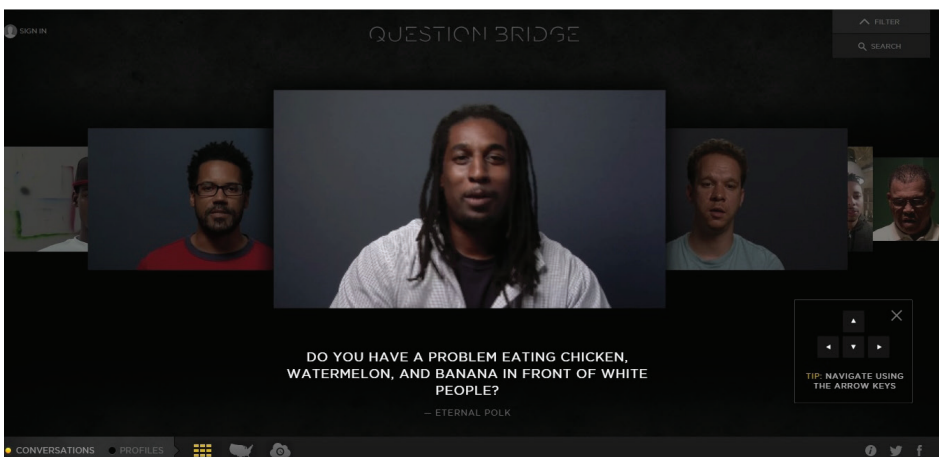 SIGN IN
QUESTION BRIDGE
FILTER
SEARCH
DO YOU HAVE A PROBLEM EATING CHICKEN,
WATERMELON, AND BANANA IN FRONT OF WHITE
PEOPLE?
— ETERNAL POLK
TIP: NAVIGATE USING
THE ARROW KEYS
CONVERSATIONS
PROFILES